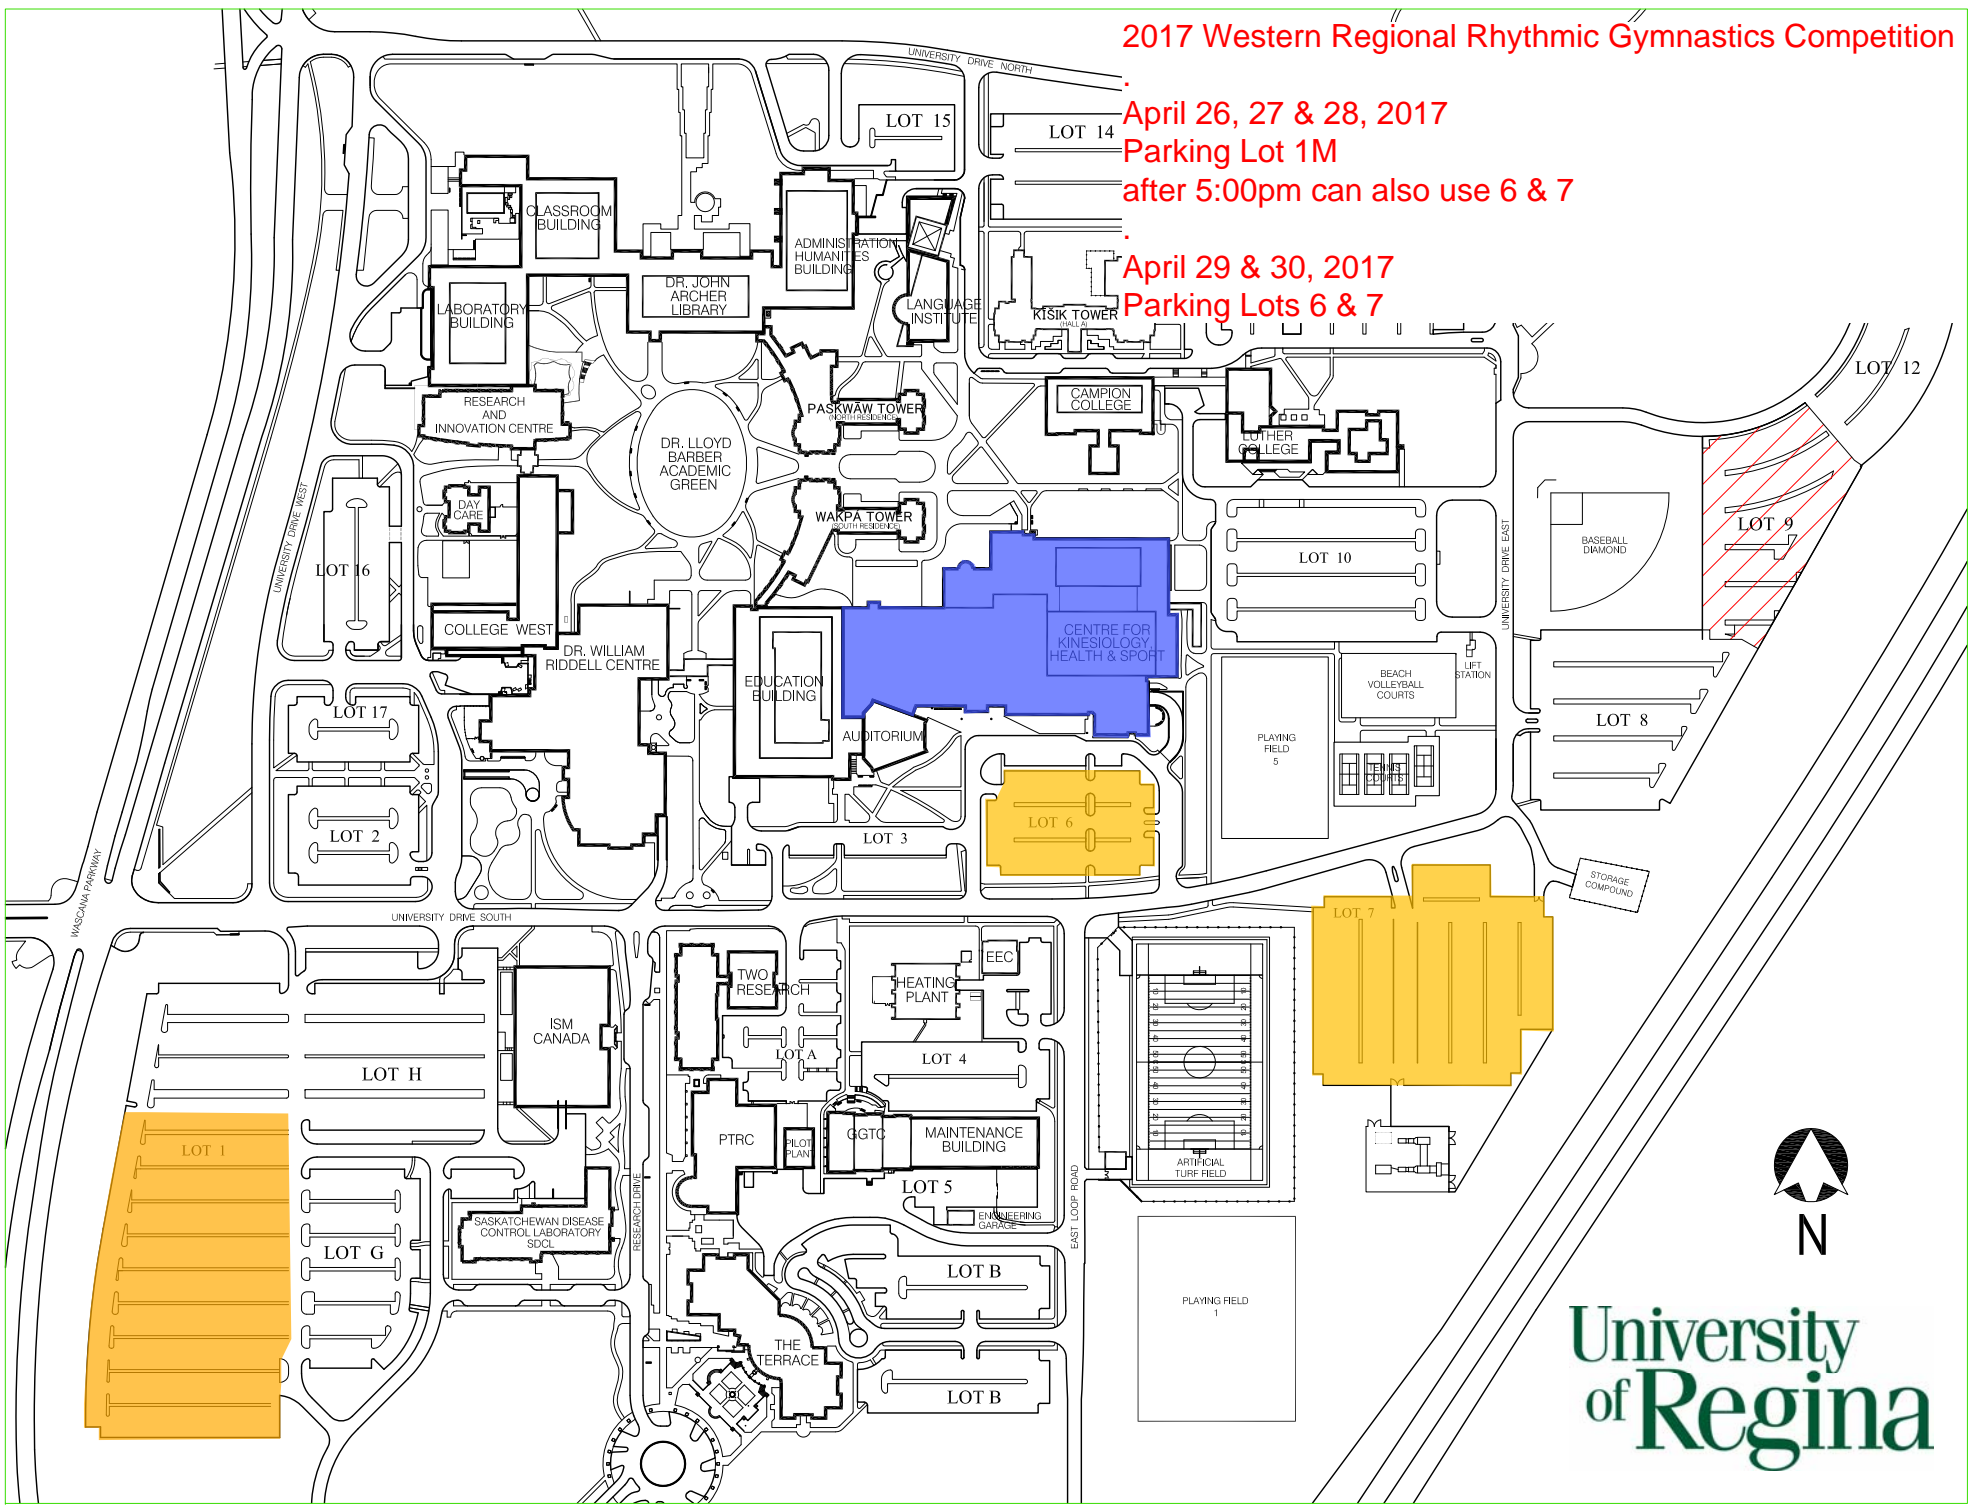 2017 Western Regional Rhythmic Gymnastics Competition
.
April 26, 27 & 28, 2017
Parking Lot 1M
after 5:00pm can also use 6 & 7
.
April 29 & 30, 2017
Parking Lots 6 & 7
UNIVERSITY DRIVE NORTH
LOT 15
LOT 14
CLASSROOM
BUILDING
ADMINISTRATION
HUMANITIES
BUILDING
DR. JOHN
ARCHER
LIBRARY
LABORATORY
BUILDING
LANGUAGE
INSTITUTE
KĪSIK TOWER
(HALL A)
LOT 12
RESEARCH
AND
INNOVATION CENTRE
PASKWĀW TOWER
(NORTH RESIDENCE)
CAMPION
COLLEGE
LUTHER
COLLEGE
DR. LLOYD
BARBER
ACADEMIC
GREEN
DAY
CARE
WAKPÁ TOWER
(SOUTH RESIDENCE)
UNIVERSITY DRIVE WEST
LOT 16
LOT 10
UNIVERSITY DRIVE EAST
BASEBALL
DIAMOND
LOT 9
COLLEGE WEST
DR. WILLIAM
RIDDELL CENTRE
CENTRE FOR
KINESIOLOGY,
HEALTH & SPORT
EDUCATION
BUILDING
BEACH
VOLLEYBALL
COURTS
LIFT
STATION
LOT 17
AUDITORIUM
PLAYING
FIELD
5
LOT 8
TENNIS
COURTS
LOT 2
LOT 3
LOT 6
WASCANA PARKWAY
STORAGE
COMPOUND
UNIVERSITY DRIVE SOUTH
LOT 7
TWO
RESEARCH
HEATING
PLANT
EEC
ISM
CANADA
LOT A
LOT 4
LOT H
LOT 1
PTRC
PILOT
PLANT
GGTC
MAINTENANCE
BUILDING
ARTIFICIAL
TURF FIELD
LOT 5
ENGINEERING
GARAGE
RESEARCH DRIVE
EAST LOOP ROAD
SASKATCHEWAN DISEASE
CONTROL LABORATORY
SDCL
LOT G
LOT B
PLAYING FIELD
1
THE
TERRACE
LOT B
N
University
of Regina